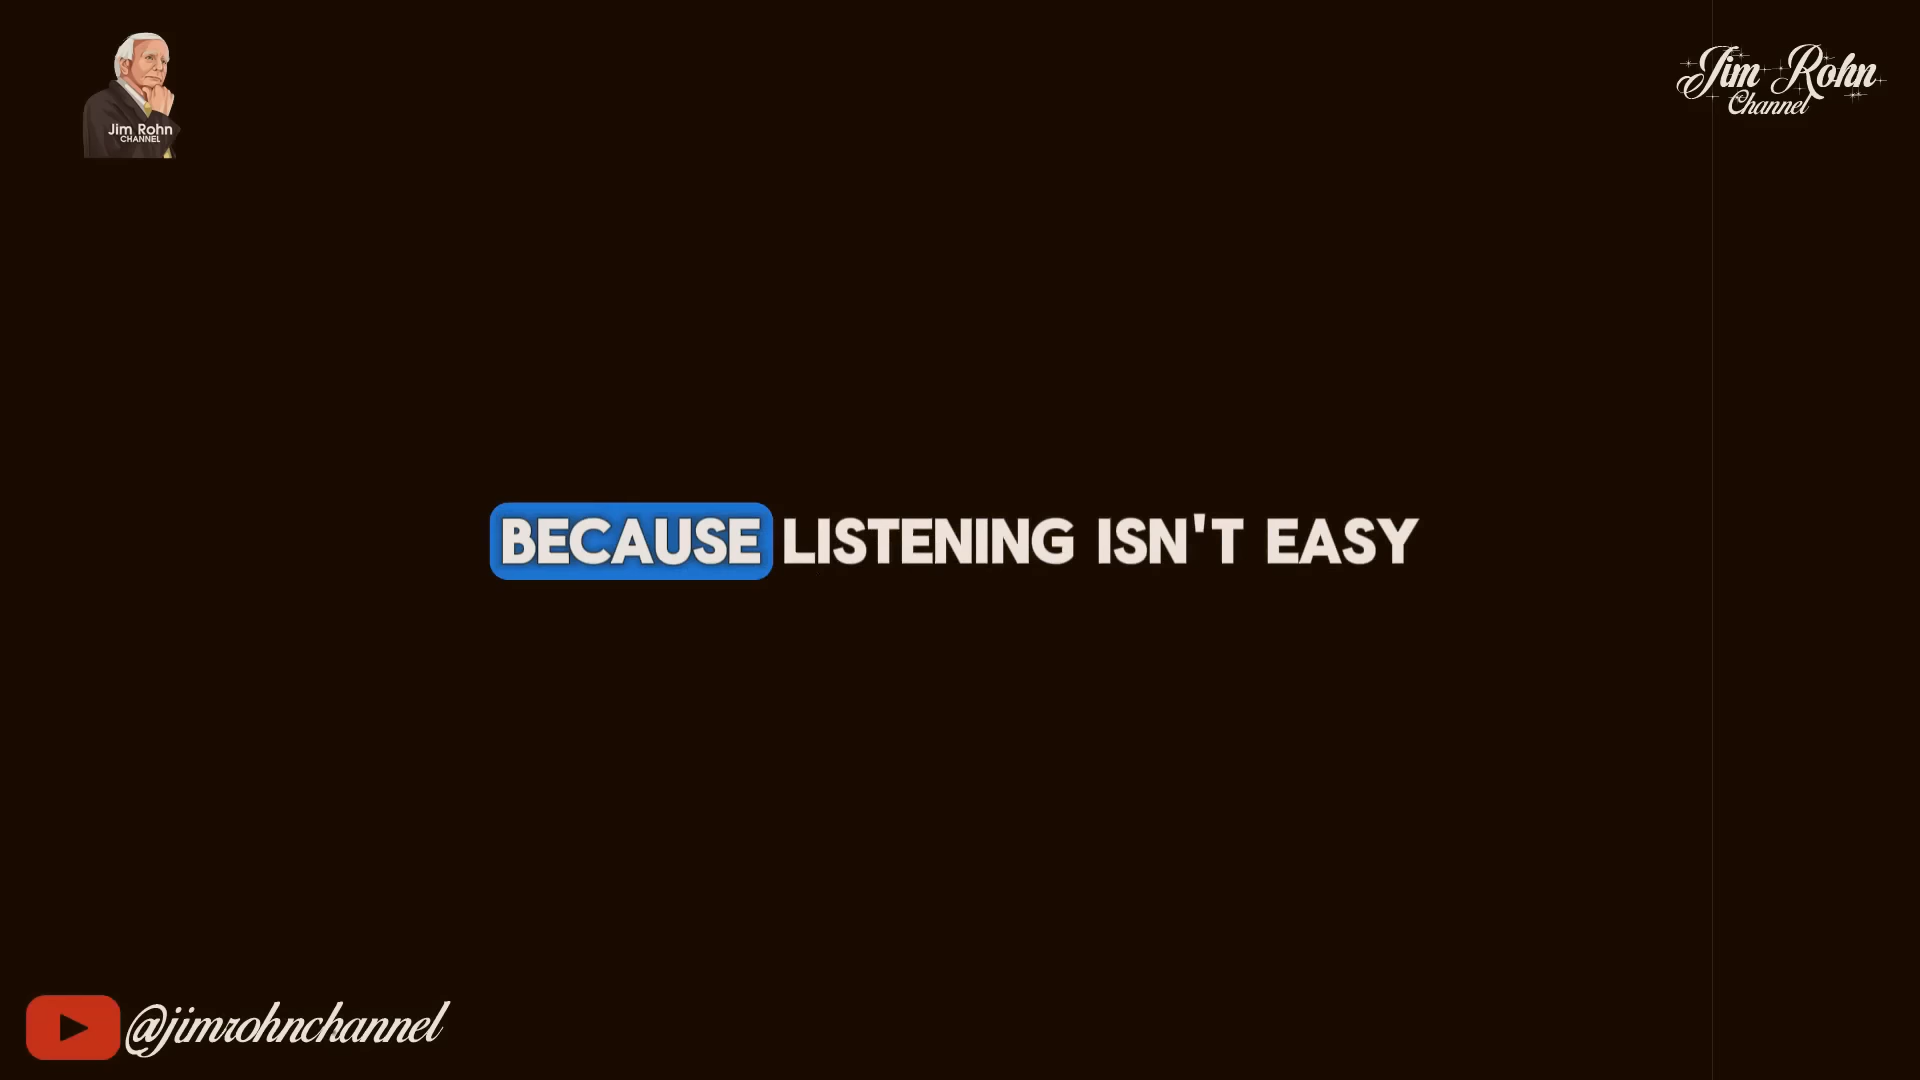 Jim Rohn
CHANNEL
Jim Rohn
Channel
BECAUSE LISTENING ISN'T EASY
@jimrohnchannel